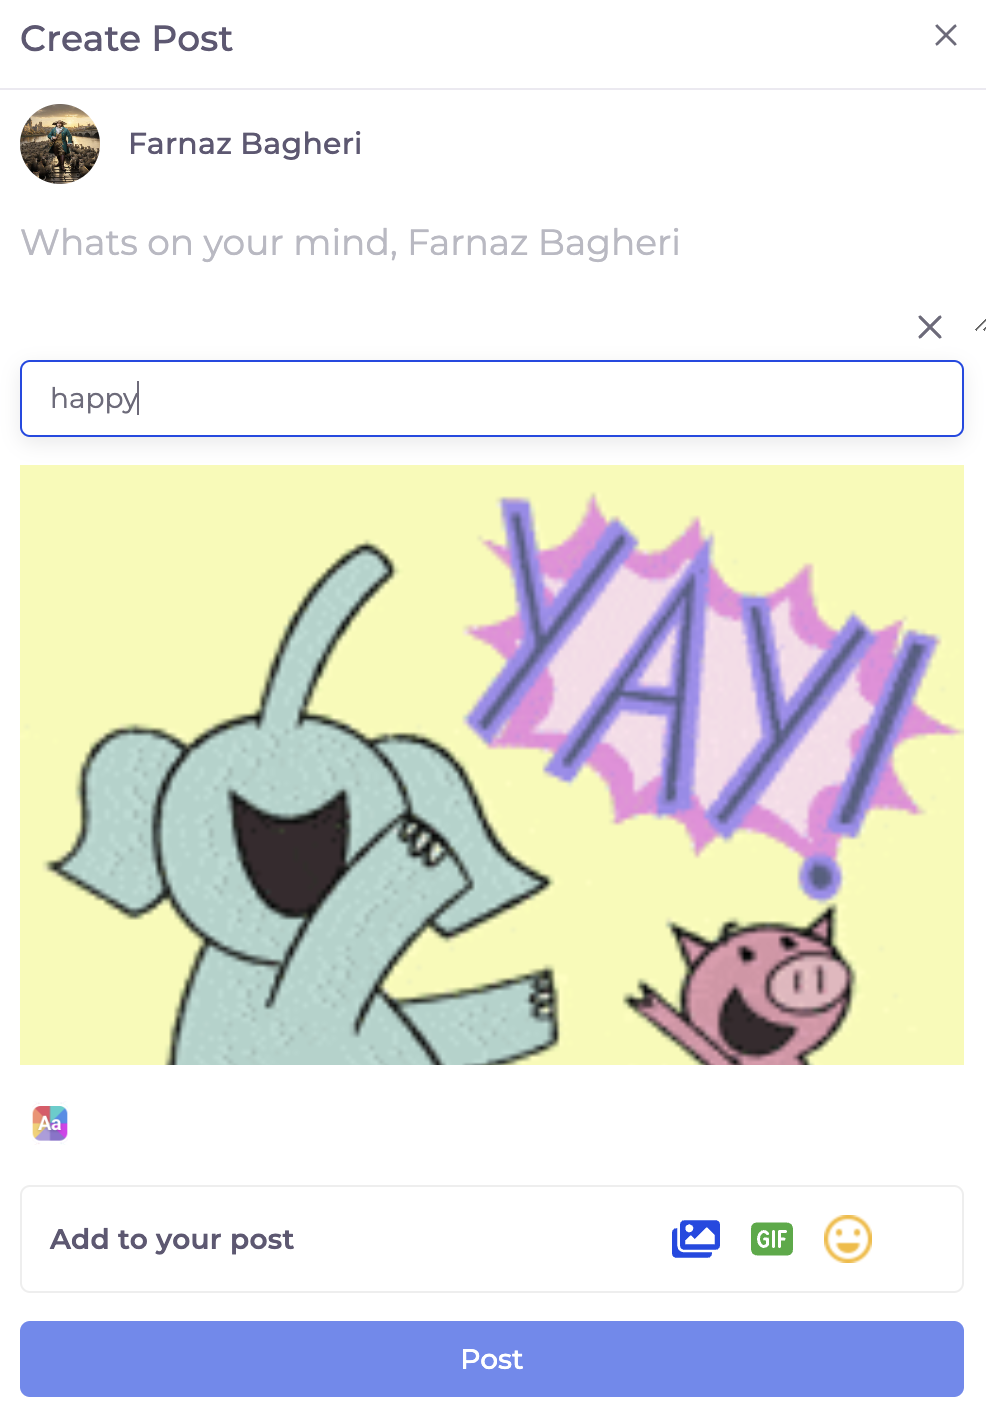 Create Post
Farnaz Bagheri
Whats on your mind, Farnaz Bagheri
happy
YAY!
Aa
Add to your post
GIF
Post